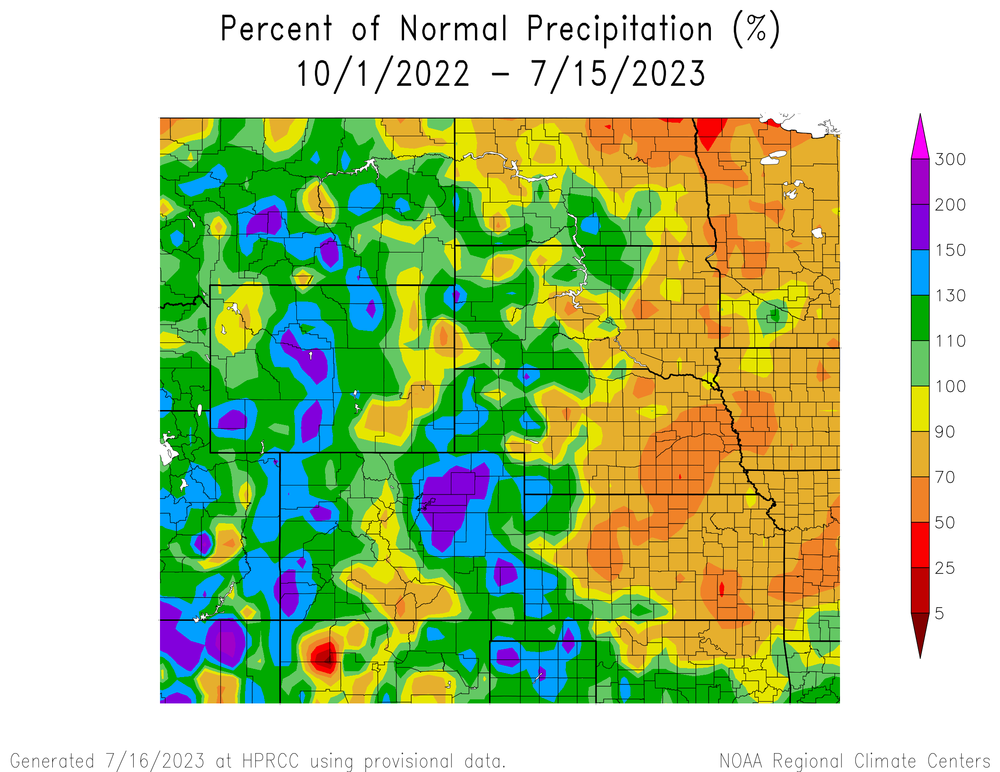 Percent of Normal Precipitation (%)
10/1/2022 – 7/15/2023
300
200
150
130
110
100
90
70
50
25
5
Generated 7/16/2023 at HPRCC using provisional data.
NOAA Regional Climate Centers